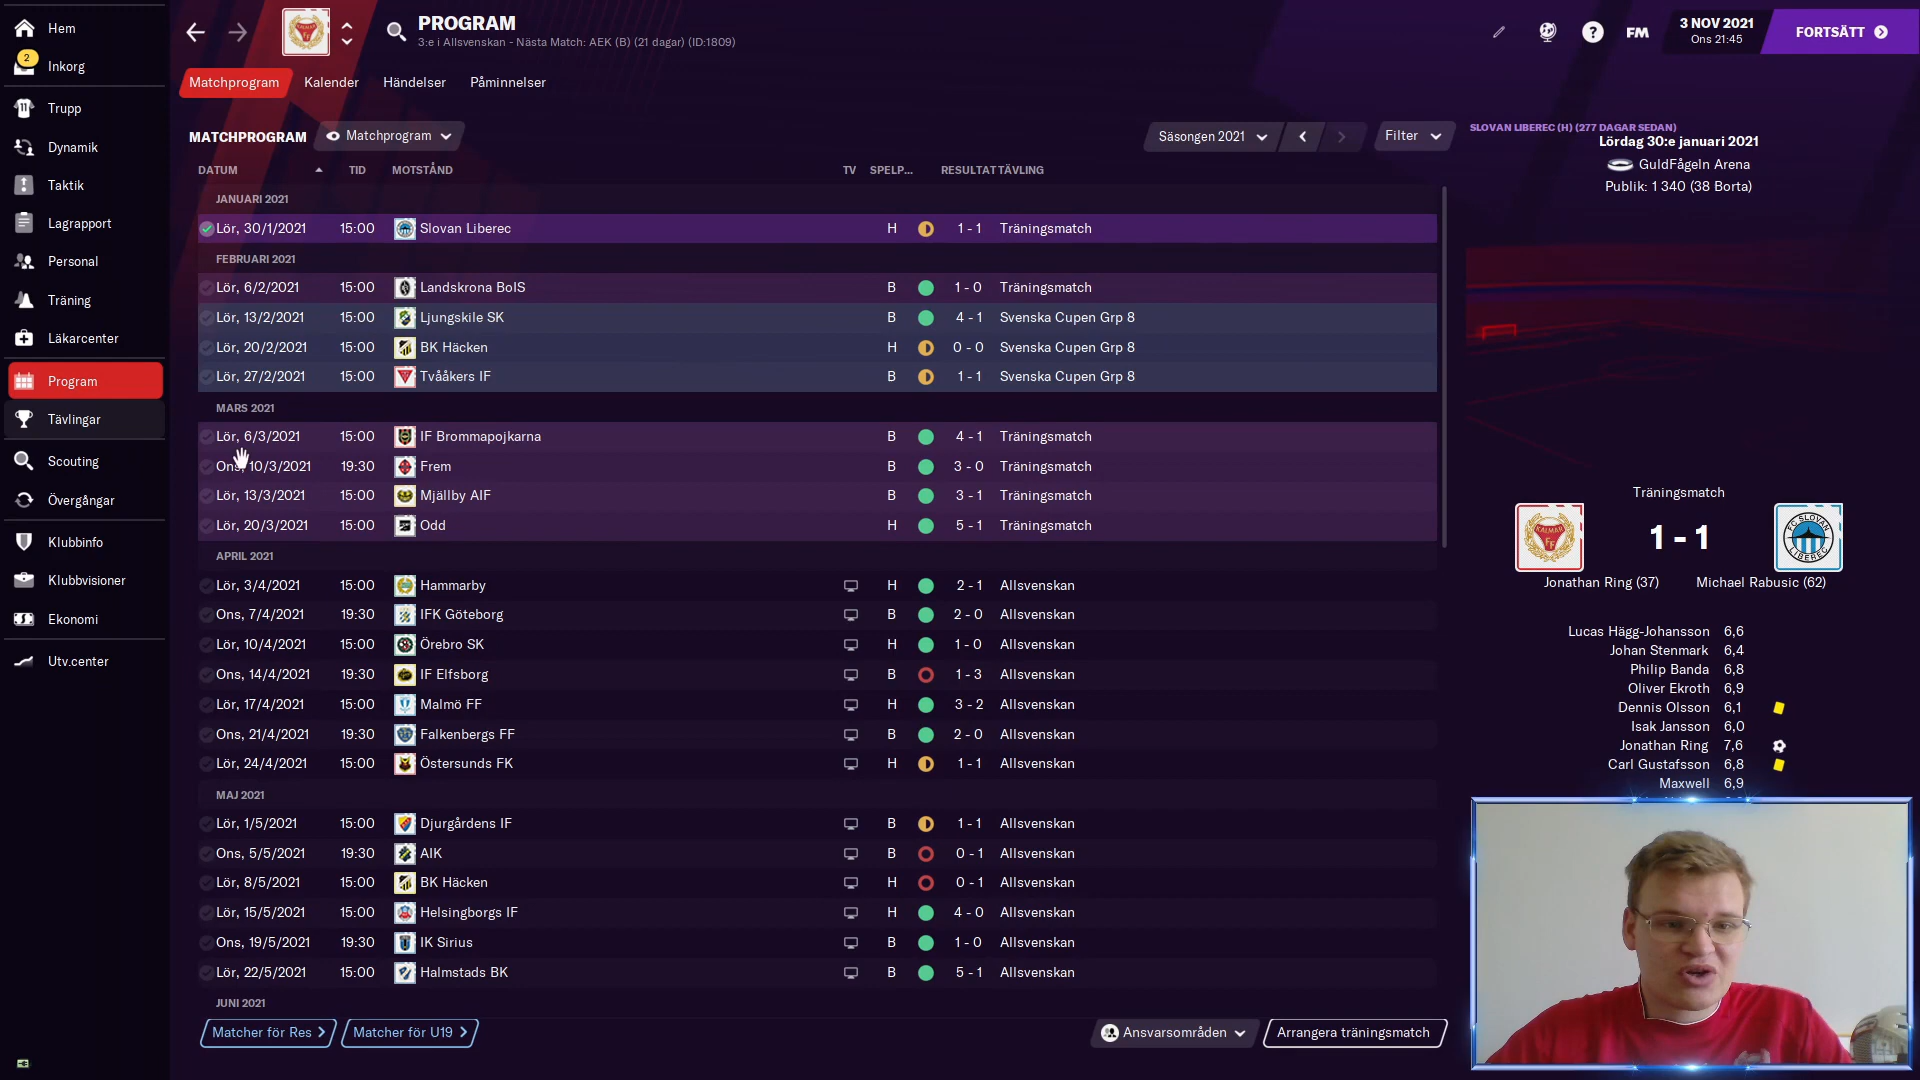 Hem
2
Inkorg
Trupp
Dynamik
Taktik
Lagrapport
Personal
Träning
Läkarcenter
Program
Tävlingar
Scouting
Övergångar
Klubbinfo
Klubbvisioner
Ekonomi
Utv.center
PROGRAM
3:e i Allsvenskan - Nästa Match: AEK (B) (21 dagar) (ID:1809)
FM
3 NOV 2021
Ons 21:45
FORTSÄTT
Matchprogram Kalender Händelser Påminnelser
MATCHPROGRAM Matchprogram Säsongen 2021 Filter
DATUM TID MOTSTÅND TV SPELP... RESULTAT TÄVLING
JANUARI 2021
Lör, 30/1/2021 15:00 Slovan Liberec H 1 - 1 Träningsmatch
FEBRUARI 2021
Lör, 6/2/2021 15:00 Landskrona BoIS B 1 - 0 Träningsmatch
Lör, 13/2/2021 15:00 Ljungskile SK B 4 - 1 Svenska Cupen Grp 8
Lör, 20/2/2021 15:00 BK Häcken H 0 - 0 Svenska Cupen Grp 8
Lör, 27/2/2021 15:00 Tvååkers IF B 1 - 1 Svenska Cupen Grp 8
MARS 2021
Lör, 6/3/2021 15:00 IF Brommapojkarna B 4 - 1 Träningsmatch
Ons, 10/3/2021 19:30 Frem B 3 - 0 Träningsmatch
Lör, 13/3/2021 15:00 Mjällby AIF B 3 - 1 Träningsmatch
Lör, 20/3/2021 15:00 Odd H 5 - 1 Träningsmatch
APRIL 2021
Lör, 3/4/2021 15:00 Hammarby H 2 - 1 Allsvenskan
Ons, 7/4/2021 19:30 IFK Göteborg B 2 - 0 Allsvenskan
Lör, 10/4/2021 15:00 Örebro SK H 1 - 0 Allsvenskan
Ons, 14/4/2021 19:30 IF Elfsborg B 1 - 3 Allsvenskan
Lör, 17/4/2021 15:00 Malmö FF H 3 - 2 Allsvenskan
Ons, 21/4/2021 19:30 Falkenbergs FF B 2 - 0 Allsvenskan
Lör, 24/4/2021 15:00 Östersunds FK H 1 - 1 Allsvenskan
MAJ 2021
Lör, 1/5/2021 15:00 Djurgårdens IF B 1 - 1 Allsvenskan
Ons, 5/5/2021 19:30 AIK B 0 - 1 Allsvenskan
Lör, 8/5/2021 15:00 BK Häcken H 0 - 1 Allsvenskan
Lör, 15/5/2021 15:00 Helsingborgs IF H 4 - 0 Allsvenskan
Ons, 19/5/2021 19:30 IK Sirius B 1 - 0 Allsvenskan
Lör, 22/5/2021 15:00 Halmstads BK B 5 - 1 Allsvenskan
JUNI 2021
Matcher för Res Matcher för U19 Ansvarsområden Arrangera träningsmatch
SLOVAN LIBEREC (H) (277 DAGAR SEDAN)
Lördag 30:e januari 2021
GuldFågeln Arena
Publik: 1 340 (38 Borta)
Träningsmatch
KALMAR FF 1 - 1 FC SLOVAN LIBEREC
Jonathan Ring (37) Michael Rabusic (62)
Lucas Hägg-Johansson 6,6
Johan Stenmark 6,4
Philip Banda 6,8
Oliver Ekroth 6,9
Dennis Olsson 6,1
Isak Jansson 6,0
Jonathan Ring 7,6
Carl Gustafsson 6,8
Maxwell 6,9